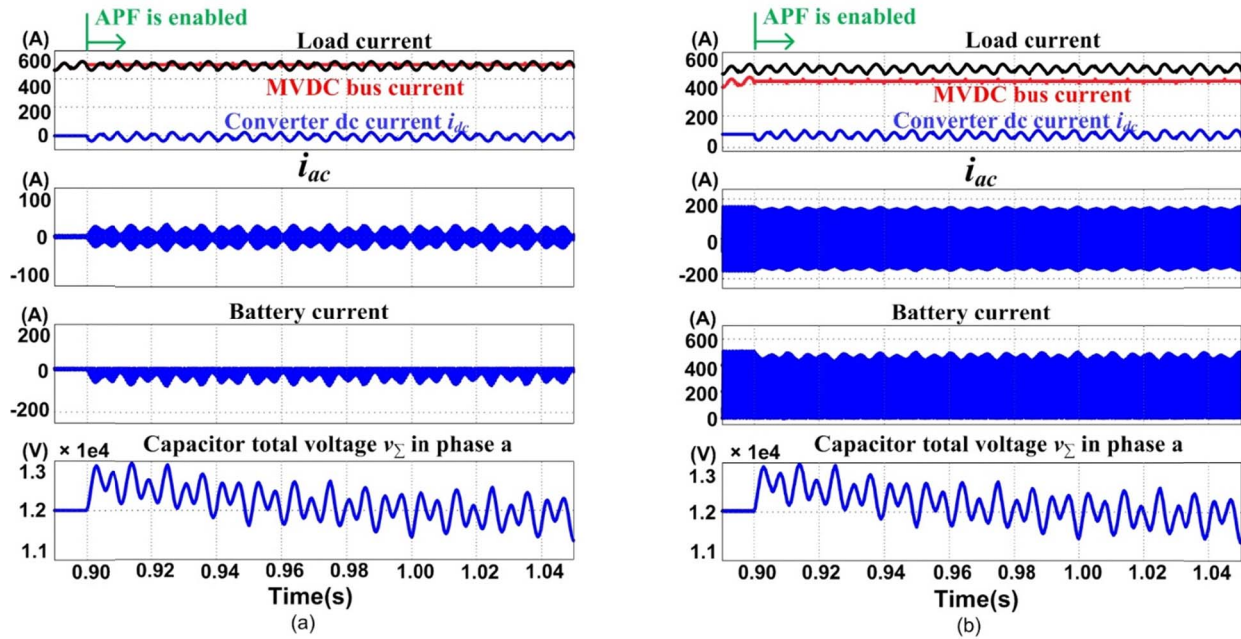 APF is enabled
(A)
Load current
600
400
MVDC bus current
200
Converter dc current idc
0
iac
(A)
100
0
-100
Battery current
(A)
200
0
-200
Capacitor total voltage vΣ in phase a
(V) × 1e4
1.3
1.2
1.1
0.90 0.92 0.94 0.96 0.98 1.00 1.02 1.04
Time(s)
(a)
APF is enabled
(A)
Load current
600
400
MVDC bus current
200
Converter dc current idc
0
iac
(A)
200
0
-200
Battery current
(A)
600
400
200
0
Capacitor total voltage vΣ in phase a
(V) × 1e4
1.3
1.2
1.1
0.90 0.92 0.94 0.96 0.98 1.00 1.02 1.04
Time(s)
(b)